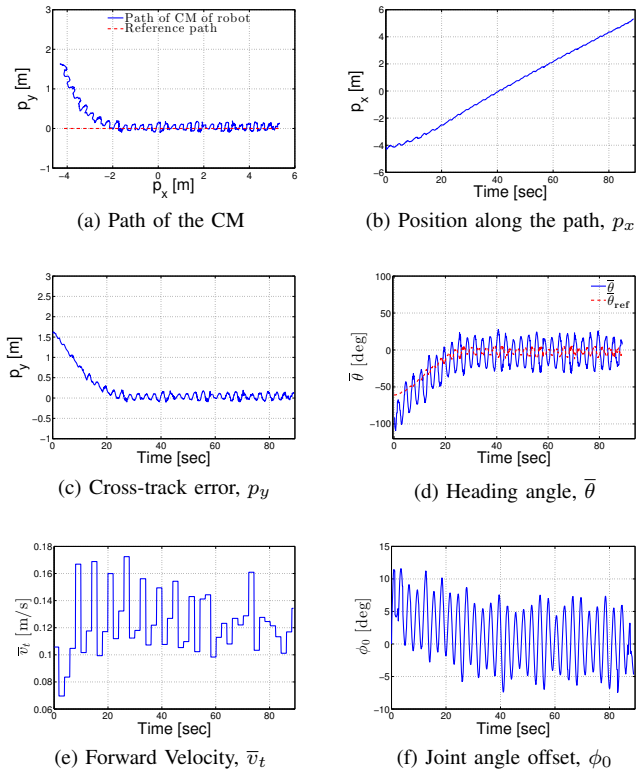 Path of CM of robot
Reference path
3
2
1
0
−1
−4 −2 0 2 4 6
p_y [m]
p_x [m]
(a) Path of the CM
6
4
2
0
−2
−4
−6
0 20 40 60 80
p_x [m]
Time [sec]
(b) Position along the path, p_x
3
2.5
2
1.5
1
0.5
0
−0.5
−1
0 20 40 60 80
p_y [m]
Time [sec]
(c) Cross-track error, p_y
θ̅
θ̅_ref
100
50
0
−50
−100
0 20 40 60 80
θ̅ [deg]
Time [sec]
(d) Heading angle, θ̅
0.18
0.16
0.14
0.12
0.1
0.08
0.06
0 20 40 60 80
v̅_t [m/s]
Time [sec]
(e) Forward Velocity, v̅_t
15
10
5
0
−5
−10
0 20 40 60 80
ϕ_0 [deg]
Time [sec]
(f) Joint angle offset, ϕ_0